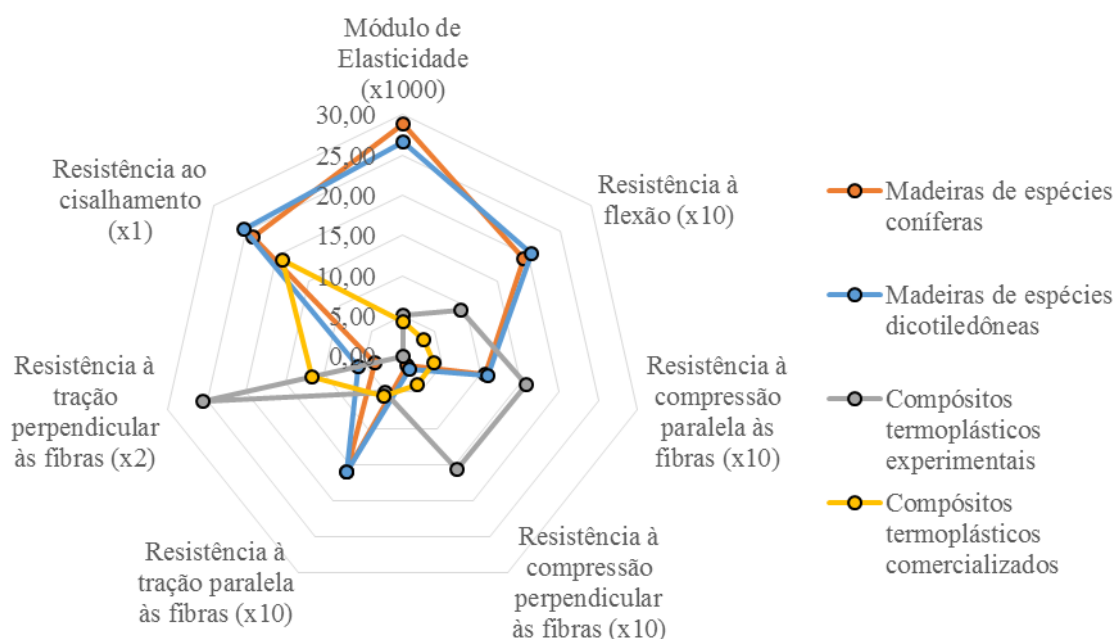 Módulo de
Elasticidade
(x1000)
30,00
25,00
20,00
15,00
10,00
5,00
0,00
Resistência à
flexão (x10)
Resistência à
compressão
paralela às
fibras (x10)
Resistência à
compressão
perpendicular
às fibras (x10)
Resistência à
tração paralela
às fibras (x10)
Resistência à
tração
perpendicular
às fibras (x2)
Resistência ao
cisalhamento
(x1)
Madeiras de espécies
coníferas
Madeiras de espécies
dicotiledôneas
Compósitos
termoplásticos
experimentais
Compósitos
termoplásticos
comercializados